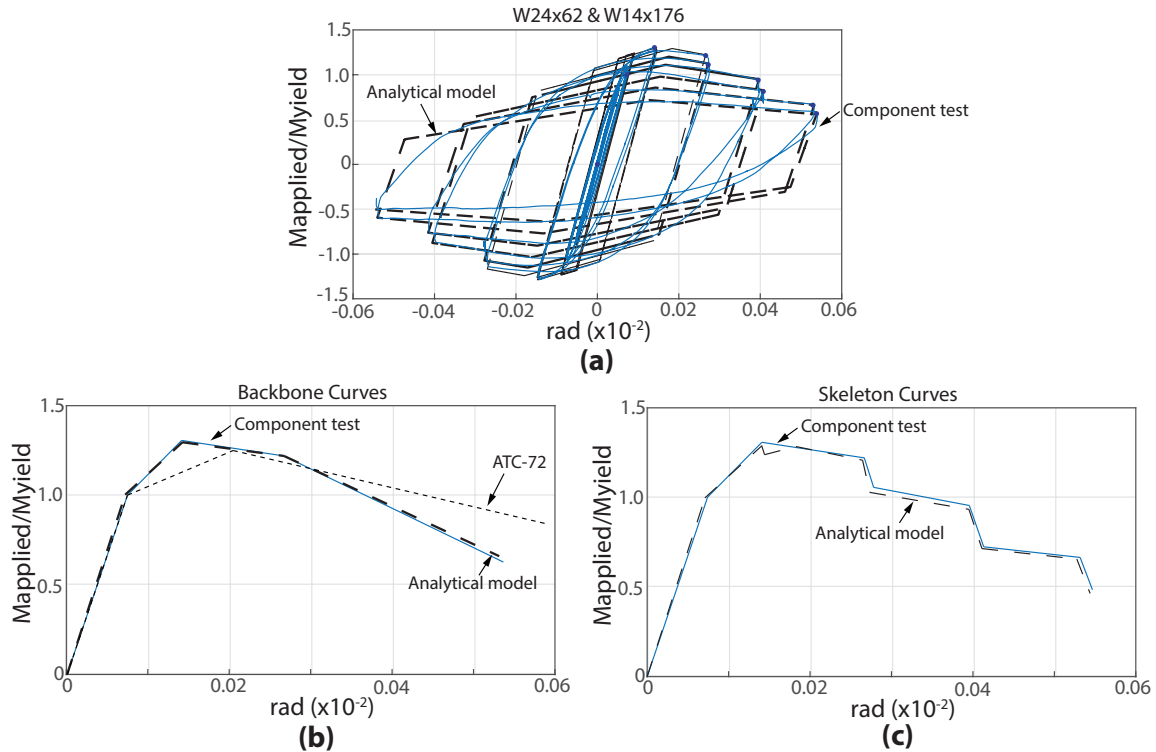 W24x62 & W14x176
1.5
1.0
0.5
0
-0.5
-1.0
-1.5
Mapplied/Myield
Analytical model
Component test
-0.06
-0.04
-0.02
0
0.02
0.04
0.06
rad (x10-2)
(a)
Backbone Curves
1.5
1.0
0.5
0
Mapplied/Myield
Component test
ATC-72
Analytical model
0
0.02
0.04
0.06
rad (x10-2)
(b)
Skeleton Curves
1.5
1.0
0.5
0
Mapplied/Myield
Component test
Analytical model
0
0.02
0.04
0.06
rad (x10-2)
(c)